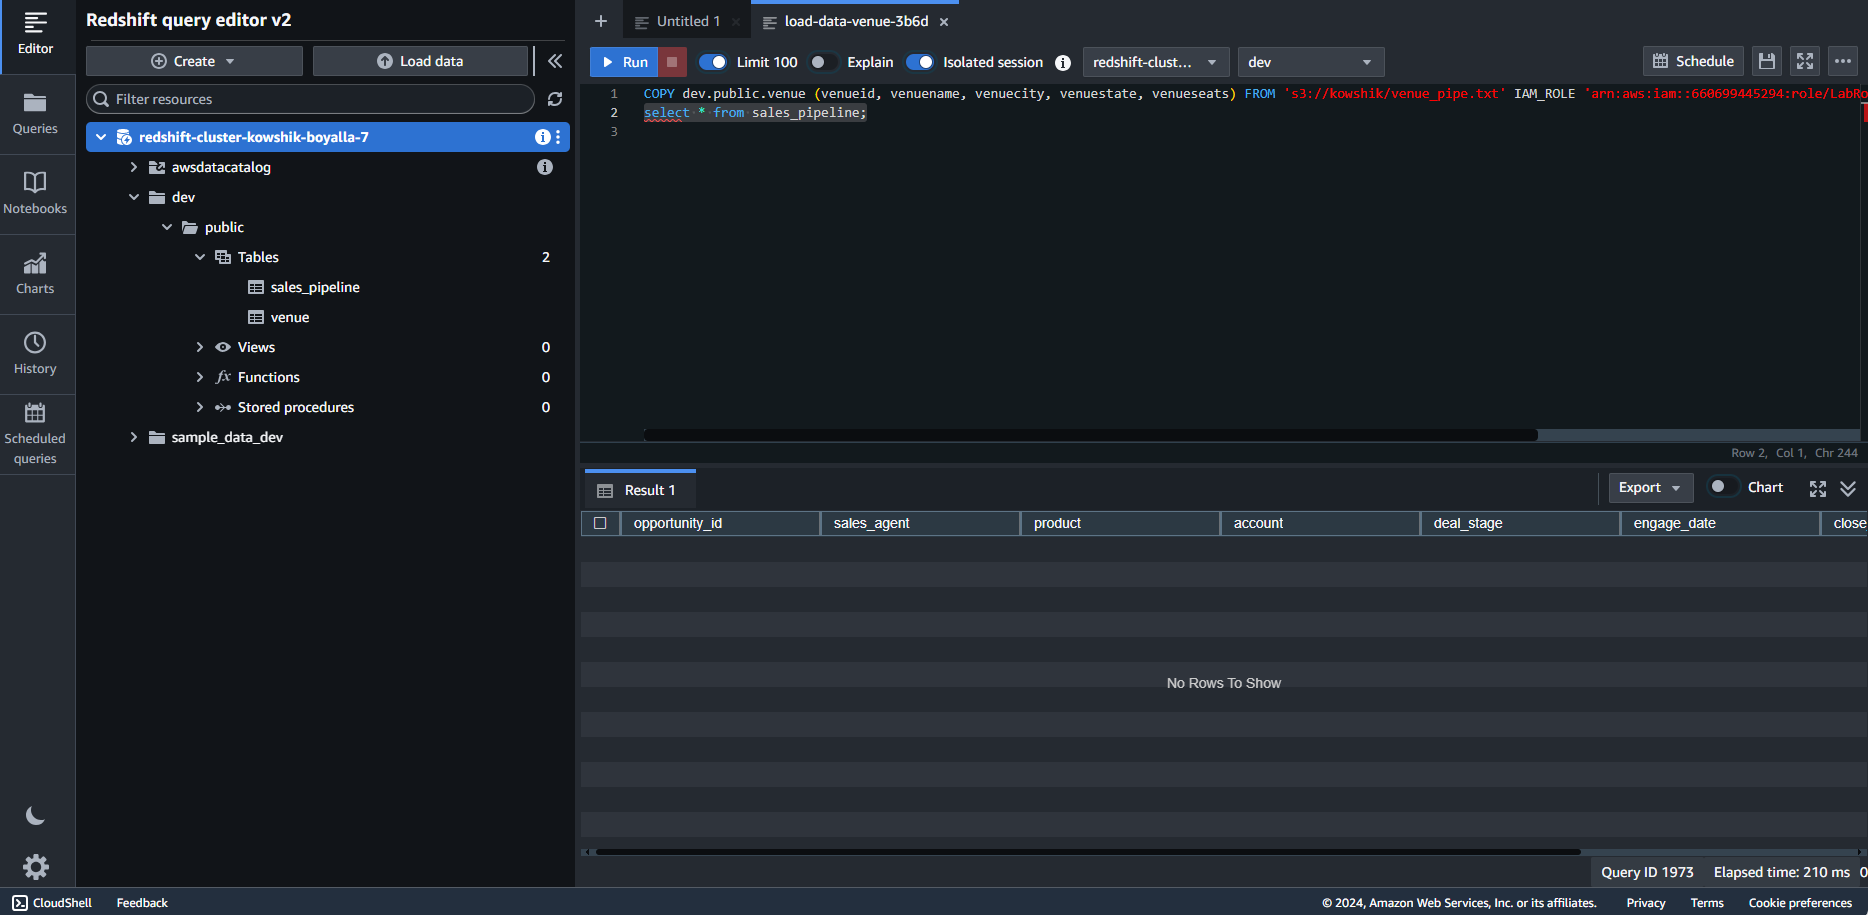 Editor
Queries
Notebooks
Charts
History
Scheduled
queries
Redshift query editor v2
Create
Load data
Filter resources
redshift-cluster-kowshik-boyalla-7
awsdatacatalog
dev
public
Tables 2
sales_pipeline
venue
Views 0
Functions 0
Stored procedures 0
sample_data_dev
Untitled 1
load-data-venue-3b6d
Run
Limit 100
Explain
Isolated session
redshift-clust...
dev
Schedule
1 COPY dev.public.venue (venueid, venuename, venuecity, venuestate, venueseats) FROM 's3://kowshik/venue_pipe.txt' IAM_ROLE 'arn:aws:iam::660699445294:role/LabRo
2 select * from sales_pipeline;
3
Row 2, Col 1, Chr 244
Result 1
Export
Chart
opportunity_id sales_agent product account deal_stage engage_date close
No Rows To Show
Query ID 1973 Elapsed time: 210 ms 0
CloudShell Feedback
© 2024, Amazon Web Services, Inc. or its affiliates. Privacy Terms Cookie preferences